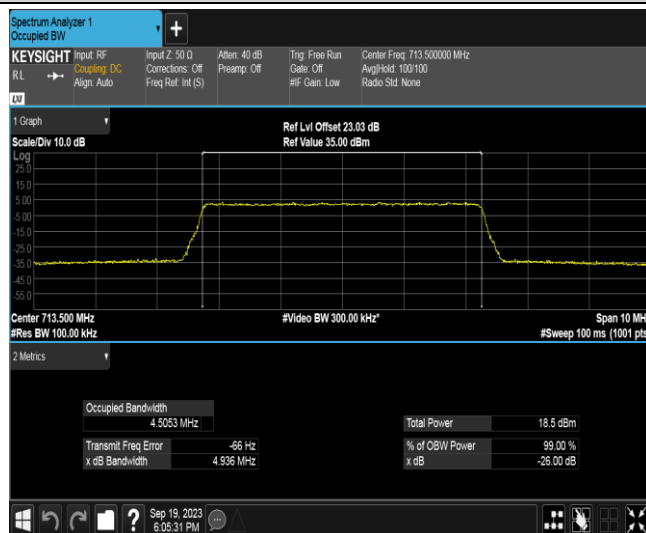 Spectrum Analyzer 1
Occupied BW
KEYSIGHT Input: RF Input Z: 50 Ω Atten: 40 dB Trig: Free Run Center Freq: 713.500000 MHz
RL Coupling: DC Corrections: Off Preamp: Off Gate: Off Avg|Hold: 100/100
Align: Auto Freq Ref: Int (S) #IF Gain: Low Radio Std: None
LXI
1 Graph
Ref Lvl Offset 23.03 dB
Scale/Div 10.0 dB Ref Value 35.00 dBm
Log
25.0
15.0
5.00
-5.00
-15.0
-25.0
-35.0
-45.0
-55.0
Center 713.500 MHz #Video BW 300.00 kHz* Span 10 MH
#Res BW 100.00 kHz #Sweep 100 ms (1001 pts
2 Metrics
Occupied Bandwidth
4.5053 MHz Total Power 18.5 dBm
Transmit Freq Error -66 Hz % of OBW Power 99.00 %
x dB Bandwidth 4.936 MHz x dB -26.00 dB
? Sep 19, 2023
6:05:31 PM